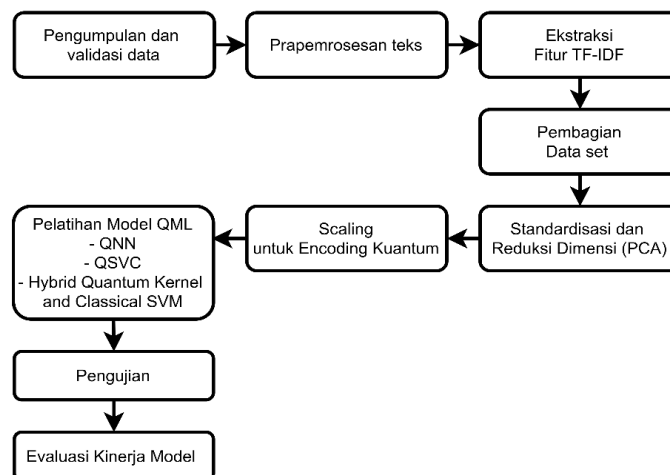 Pengumpulan dan
validasi data
Prapemrosesan teks
Ekstraksi
Fitur TF-IDF
Pembagian
Data set
Standardisasi dan
Reduksi Dimensi (PCA)
Scaling
untuk Encoding Kuantum
Pelatihan Model QML
- QNN
- QSVC
- Hybrid Quantum Kernel
and Classical SVM
Pengujian
Evaluasi Kinerja Model